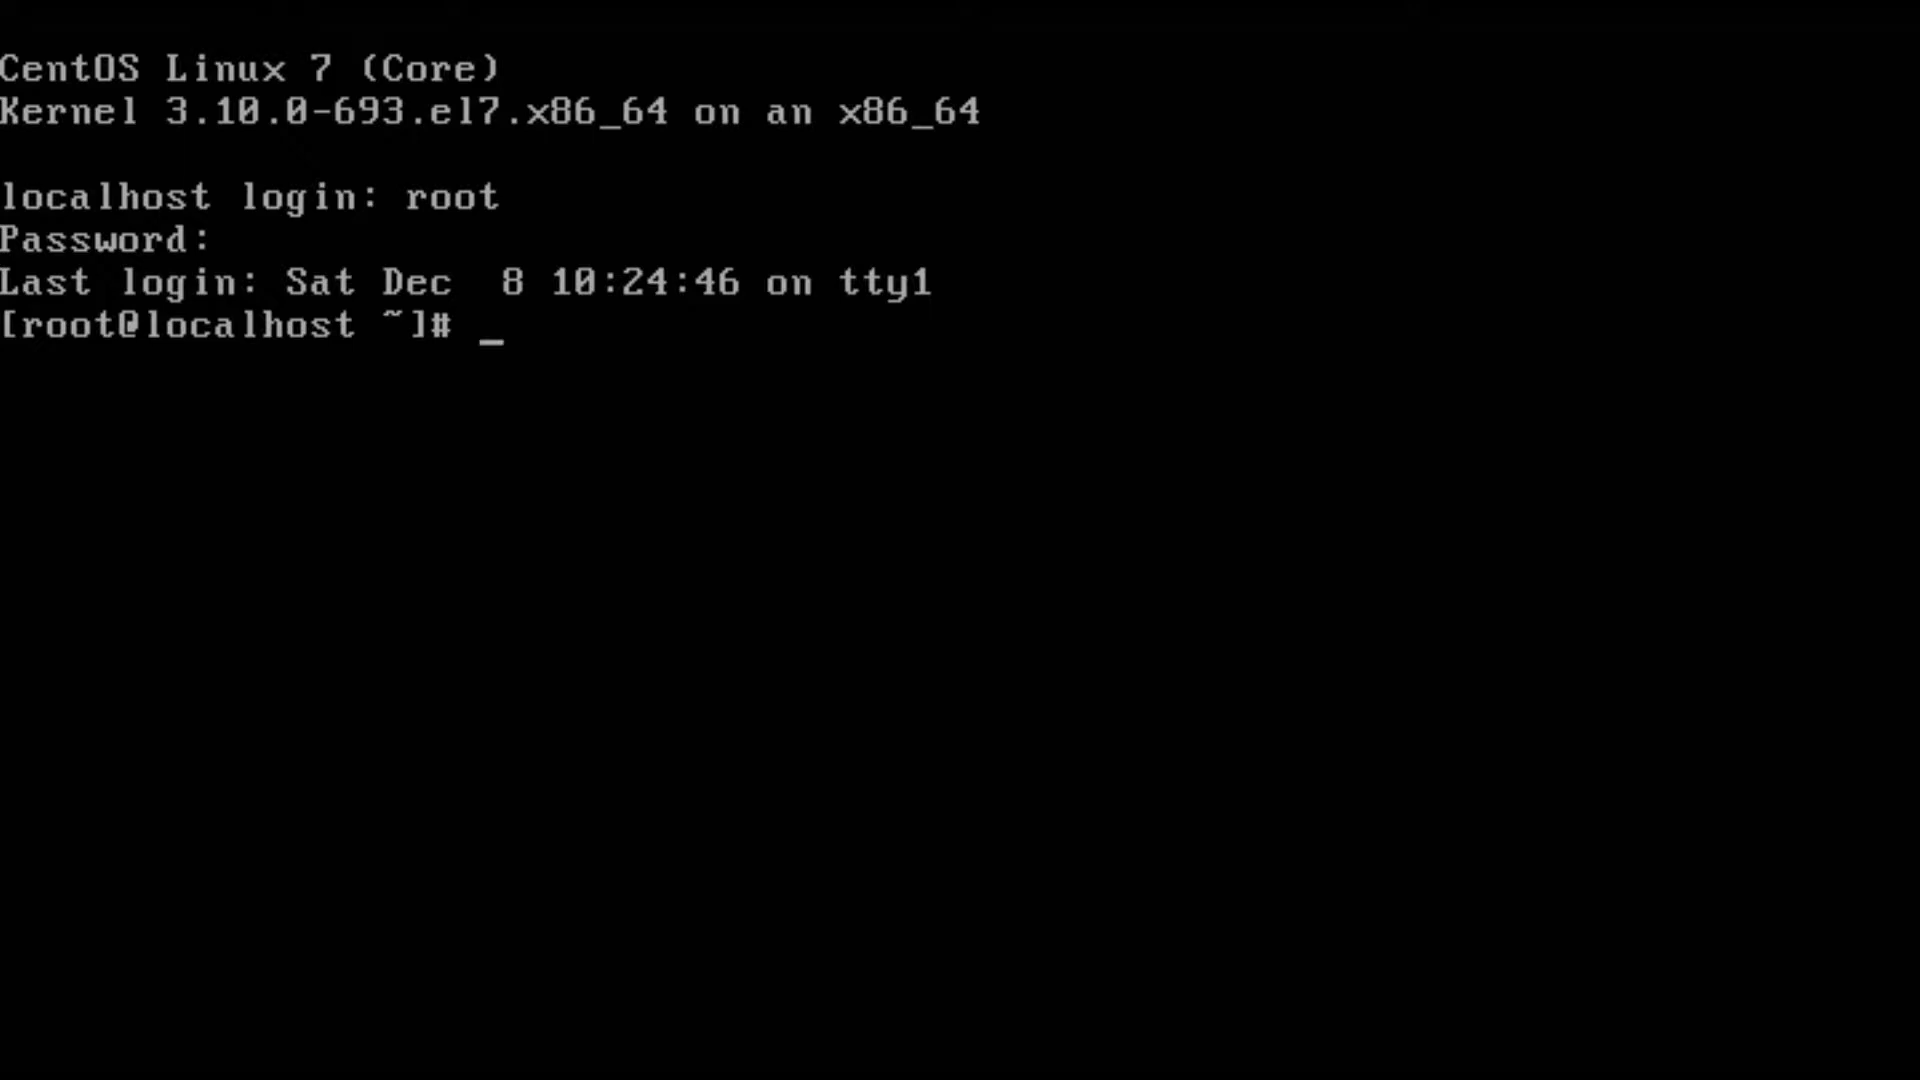 CentOS Linux 7 (Core)
Kernel 3.10.0-693.el7.x86_64 on an x86_64
localhost login: root
Password:
Last login: Sat Dec  8 10:24:46 on tty1
[root@localhost ~]# _